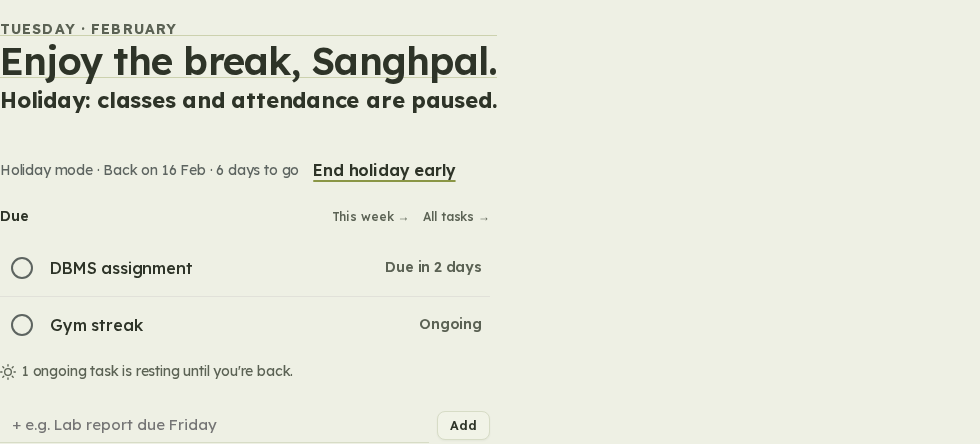 TUESDAY · FEBRUARY
Enjoy the break, Sanghpal.
Holiday: classes and attendance are paused.
Holiday mode · Back on 16 Feb · 6 days to go End holiday early
Due This week → All tasks →
DBMS assignment Due in 2 days
Gym streak Ongoing
1 ongoing task is resting until you're back.
+ e.g. Lab report due Friday Add